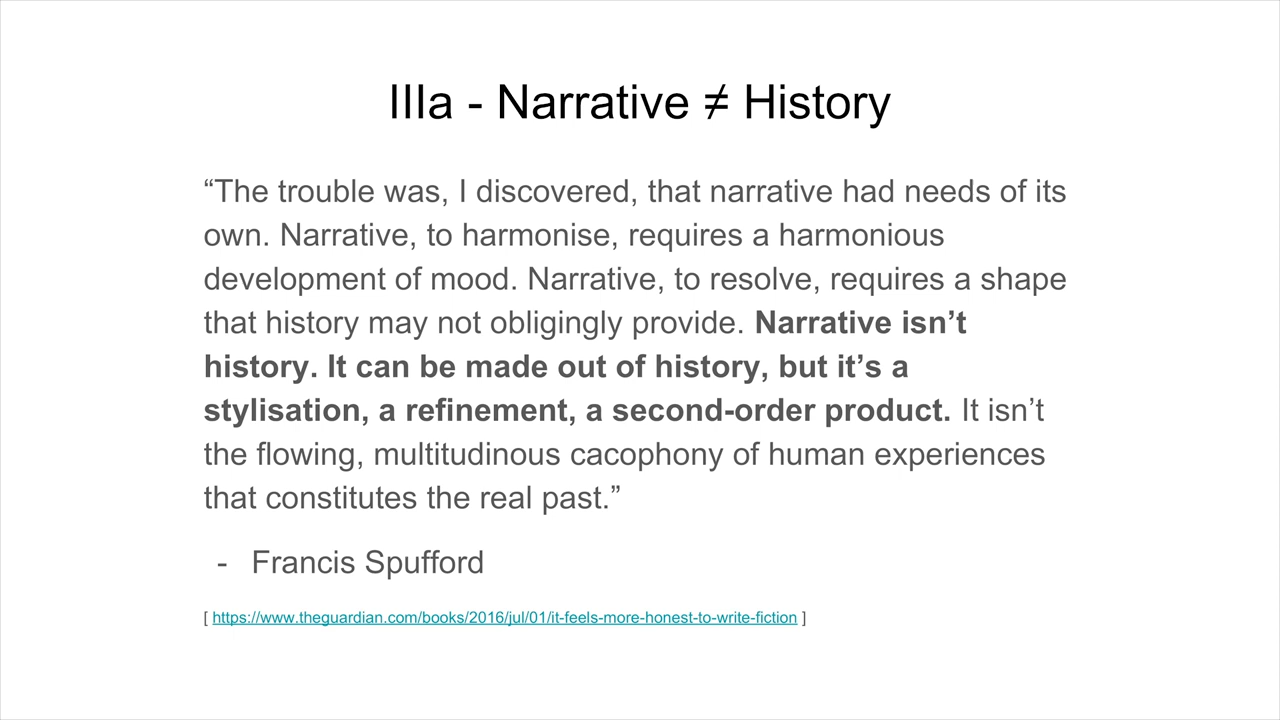 IIIa - Narrative ≠ History
“The trouble was, I discovered, that narrative had needs of its
own. Narrative, to harmonise, requires a harmonious
development of mood. Narrative, to resolve, requires a shape
that history may not obligingly provide. Narrative isn’t
history. It can be made out of history, but it’s a
stylisation, a refinement, a second-order product. It isn’t
the flowing, multitudinous cacophony of human experiences
that constitutes the real past.”
- Francis Spufford
[ https://www.theguardian.com/books/2016/jul/01/it-feels-more-honest-to-write-fiction ]